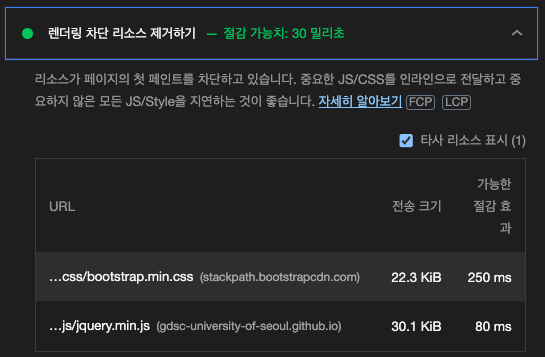 렌더링 차단 리소스 제거하기 — 절감 가능치: 30 밀리초
리소스가 페이지의 첫 페인트를 차단하고 있습니다. 중요한 JS/CSS를 인라인으로 전달하고 중
요하지 않은 모든 JS/Style을 지연하는 것이 좋습니다. 자세히 알아보기 FCP LCP
타사 리소스 표시 (1)
URL 전송 크기 가능한
절감 효
과
…css/bootstrap.min.css (stackpath.bootstrapcdn.com) 22.3 KiB 250 ms
…js/jquery.min.js (gdsc-university-of-seoul.github.io) 30.1 KiB 80 ms